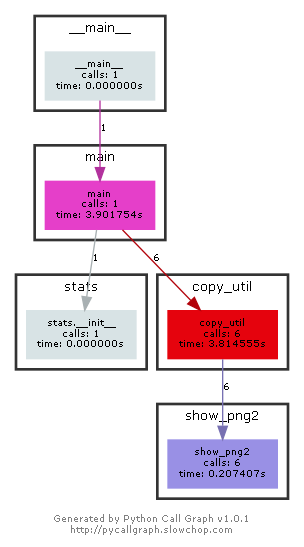 __main__
__main__
calls: 1
time: 0.000000s
1
main
main
calls: 1
time: 3.901754s
1
6
stats
stats.__init__
calls: 1
time: 0.000000s
copy_util
copy_util
calls: 6
time: 3.814555s
6
show_png2
show_png2
calls: 6
time: 0.207407s
Generated by Python Call Graph v1.0.1
http://pycallgraph.slowchop.com